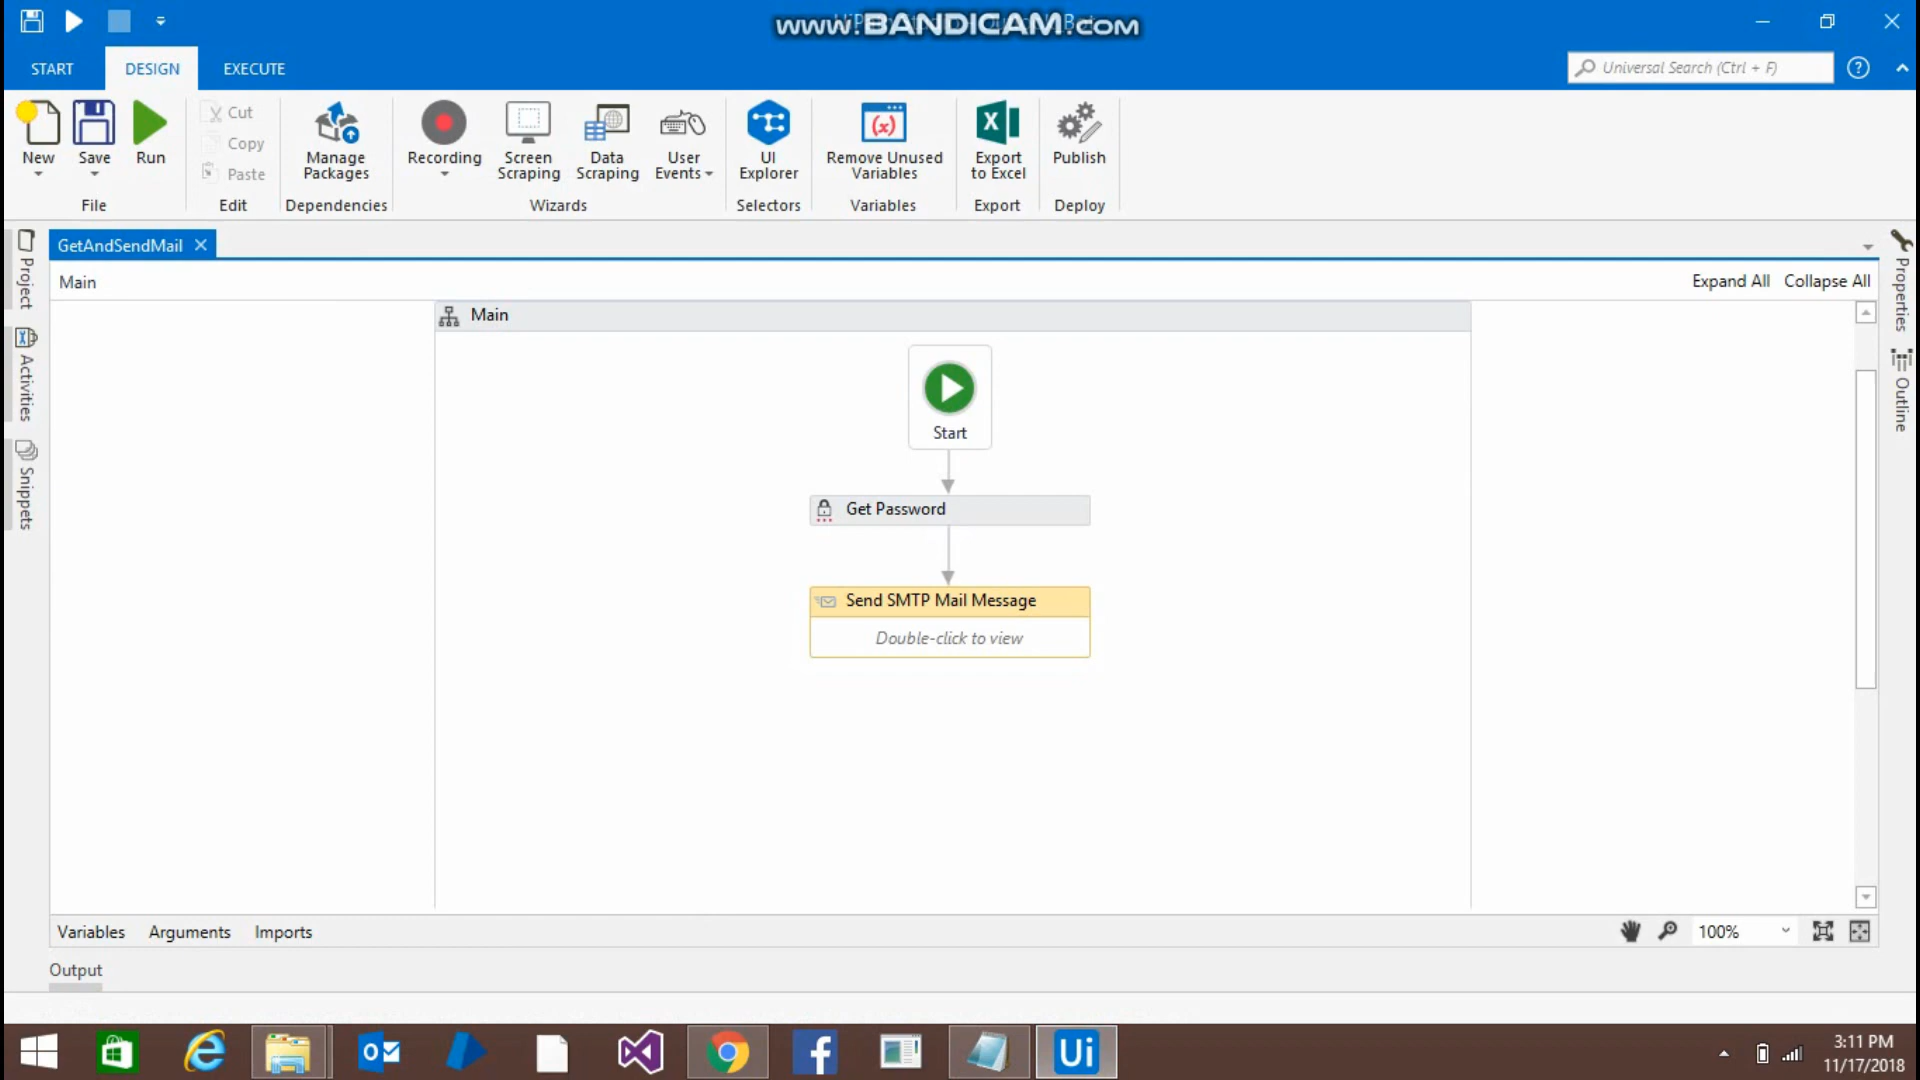 www.BANDICAM.com
START
DESIGN
EXECUTE
Universal Search (Ctrl + F)
New
Save
Run
File
Cut
Copy
Paste
Edit
Manage
Packages
Dependencies
Recording
Screen
Scraping
Data
Scraping
User
Events
Wizards
UI
Explorer
Selectors
Remove Unused
Variables
Variables
Export
to Excel
Export
Publish
Deploy
GetAndSendMail
Main
Expand All
Collapse All
Project
Activities
Snippets
Properties
Outline
Main
Start
Get Password
Send SMTP Mail Message
Double-click to view
Variables
Arguments
Imports
100%
Output
Ui
3:11 PM
11/17/2018